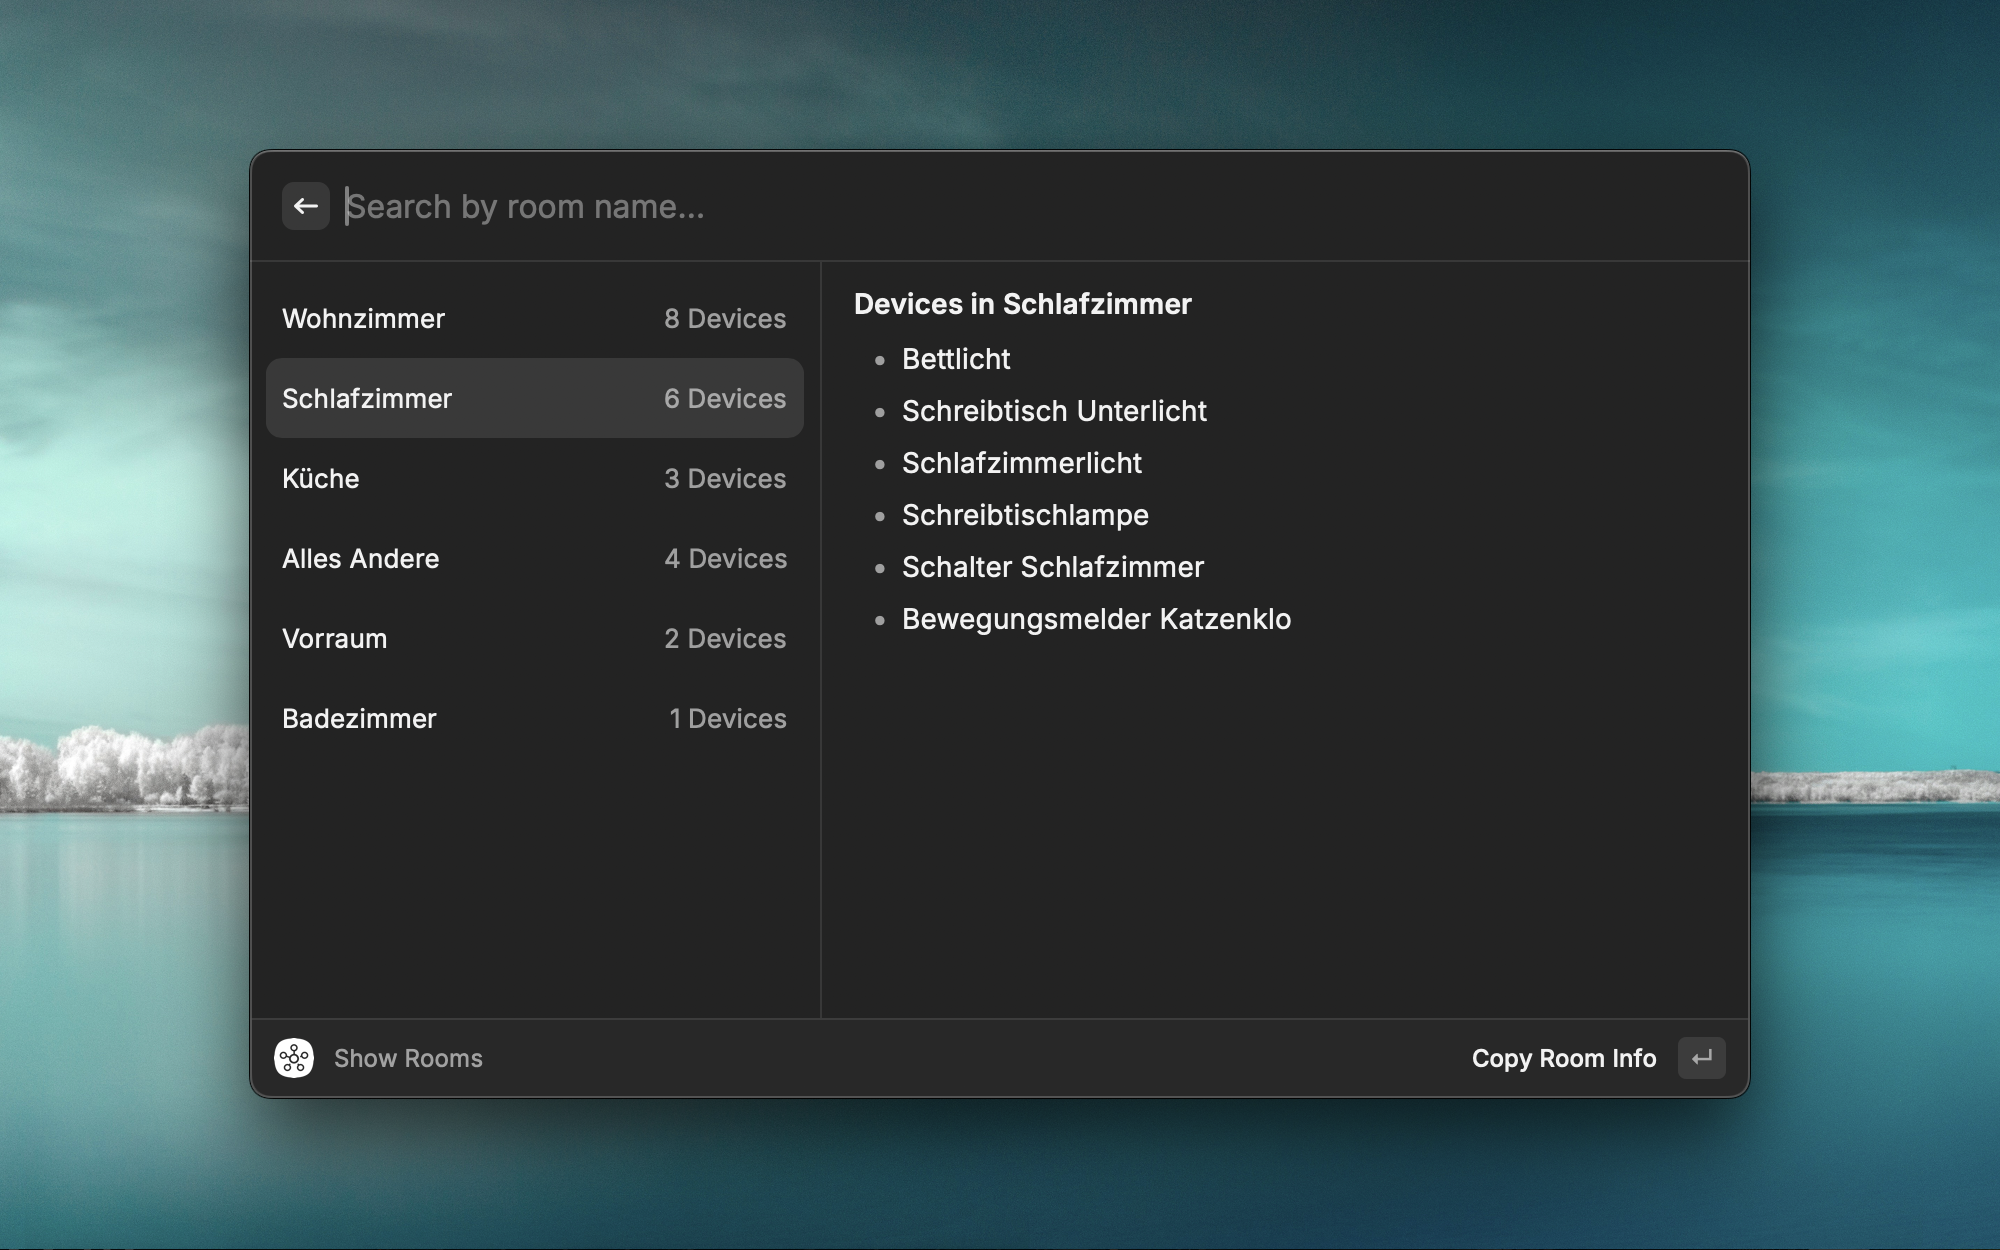 Search by room name...
Wohnzimmer 8 Devices
Schlafzimmer 6 Devices
Küche 3 Devices
Alles Andere 4 Devices
Vorraum 2 Devices
Badezimmer 1 Devices
Devices in Schlafzimmer
• Bettlicht
• Schreibtisch Unterlicht
• Schlafzimmerlicht
• Schreibtischlampe
• Schalter Schlafzimmer
• Bewegungsmelder Katzenklo
Show Rooms
Copy Room Info